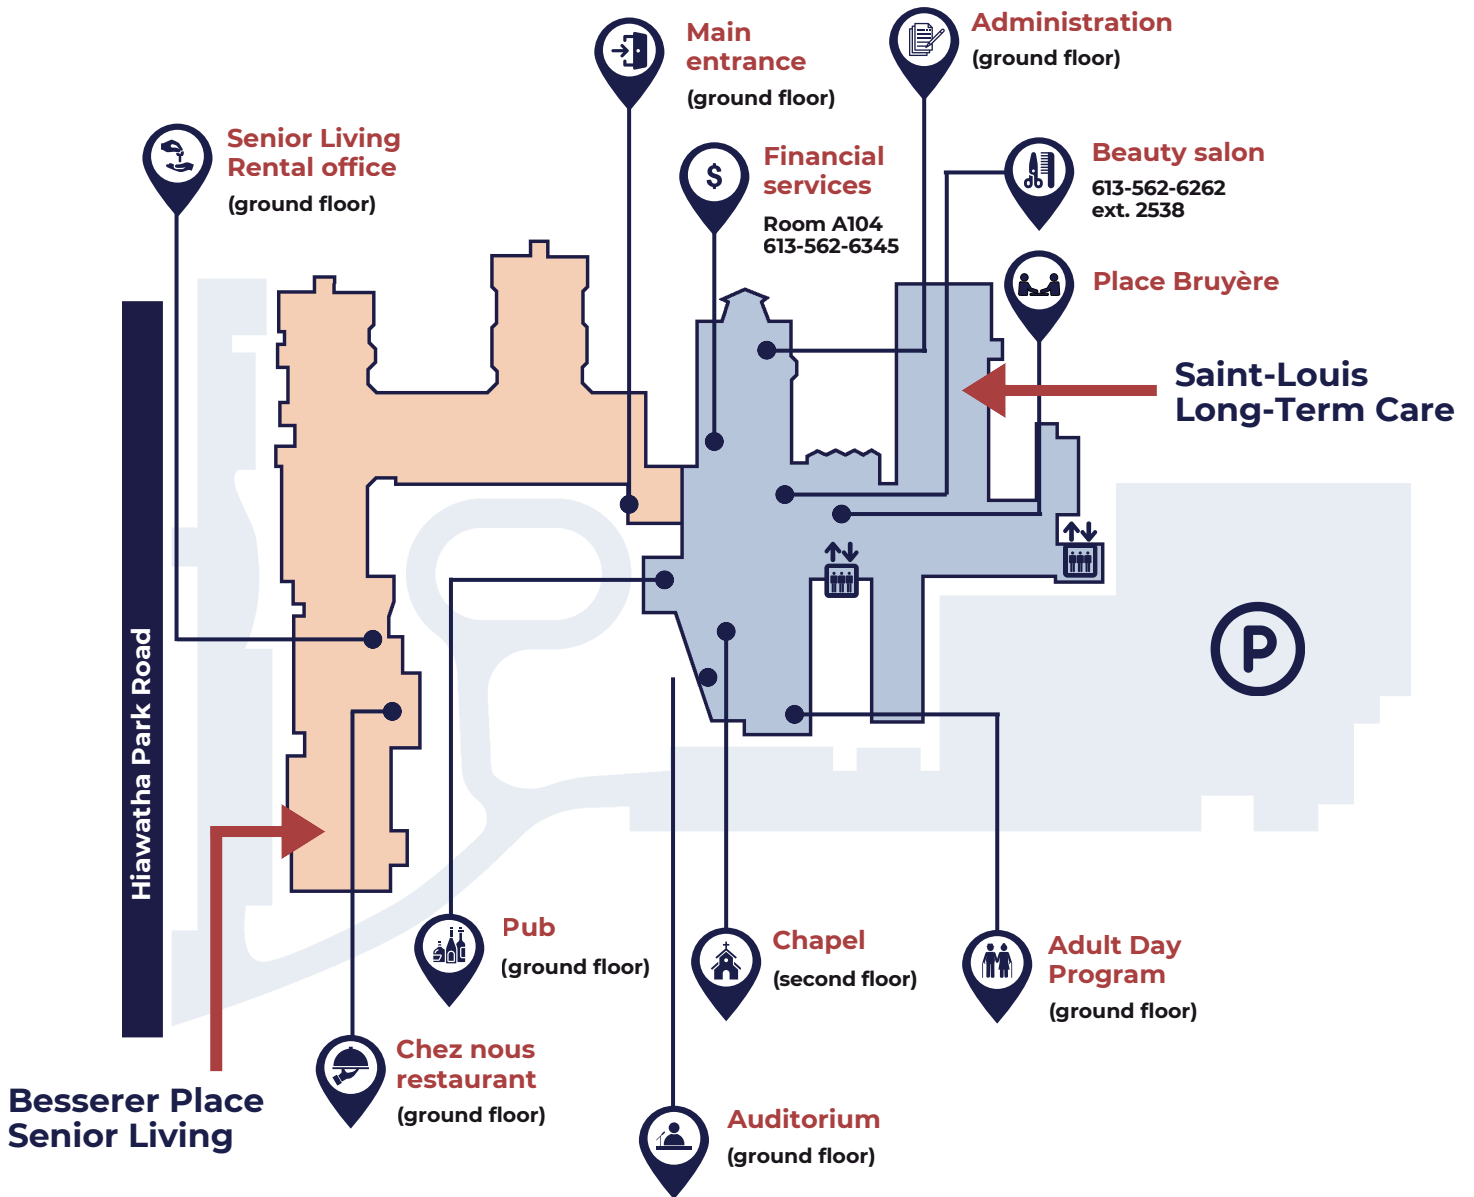 Main
entrance
(ground floor)
Administration
(ground floor)
Senior Living
Rental office
(ground floor)
$
Financial
services
Room A104
613-562-6345
Beauty salon
613-562-6262
ext. 2538
Place Bruyère
Saint-Louis
Long-Term Care
Hiawatha Park Road
P
Pub
(ground floor)
Chapel
(second floor)
Adult Day
Program
(ground floor)
Chez nous
restaurant
(ground floor)
Besserer Place
Senior Living
Auditorium
(ground floor)